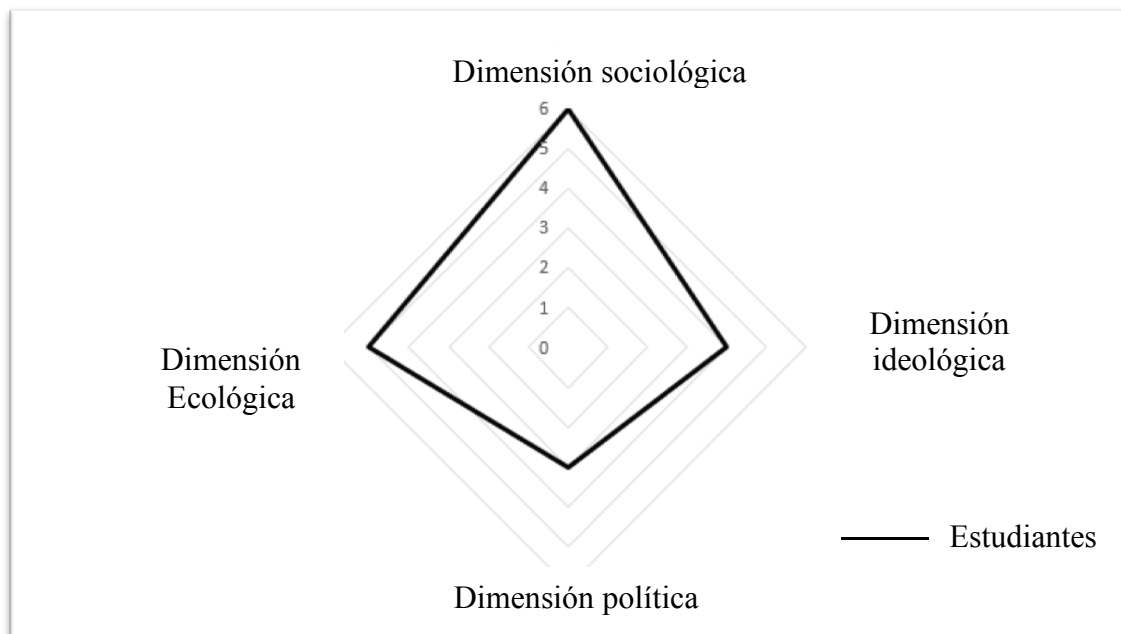 Dimensión sociológica
6
5
4
3
2
1
0
Dimensión
ideológica
Dimensión
Ecológica
Estudiantes
Dimensión política